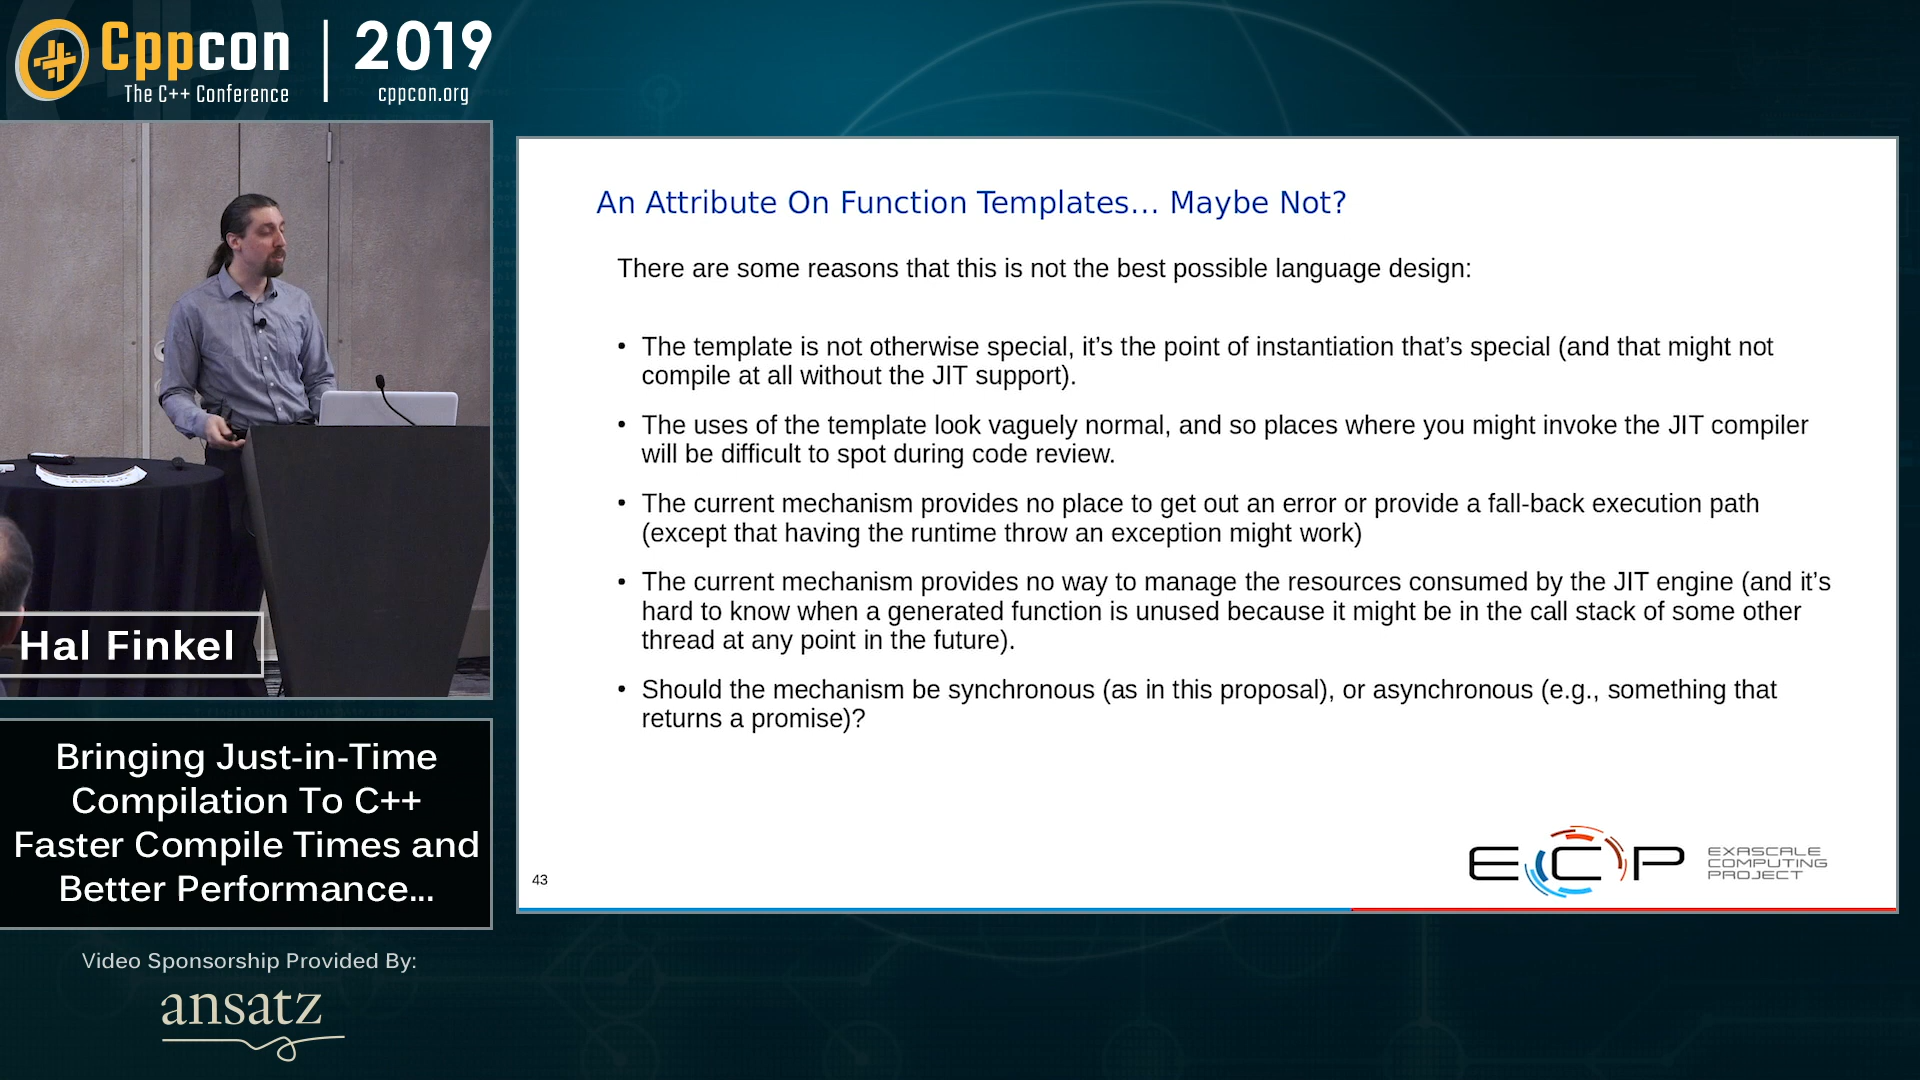 Cppcon
The C++ Conference
2019
cppcon.org
Hal Finkel
Bringing Just-in-Time
Compilation To C++
Faster Compile Times and
Better Performance...
Video Sponsorship Provided By:
ansatz
An Attribute On Function Templates... Maybe Not?
There are some reasons that this is not the best possible language design:
• The template is not otherwise special, it’s the point of instantiation that’s special (and that might not
compile at all without the JIT support).
• The uses of the template look vaguely normal, and so places where you might invoke the JIT compiler
will be difficult to spot during code review.
• The current mechanism provides no place to get out an error or provide a fall-back execution path
(except that having the runtime throw an exception might work)
• The current mechanism provides no way to manage the resources consumed by the JIT engine (and it’s
hard to know when a generated function is unused because it might be in the call stack of some other
thread at any point in the future).
• Should the mechanism be synchronous (as in this proposal), or asynchronous (e.g., something that
returns a promise)?
43
ECP
EXASCALE
COMPUTING
PROJECT